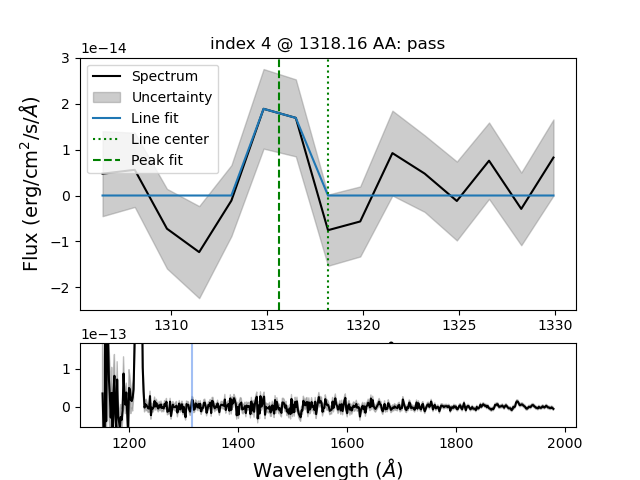 index 4 @ 1318.16 AA: pass
1e−14
Spectrum
Uncertainty
Line fit
Line center
Peak fit
Flux (erg/cm²/s/Å)
3
2
1
0
−1
−2
1310 1315 1320 1325 1330
1e−13
1
0
1200 1400 1600 1800 2000
Wavelength (Å)